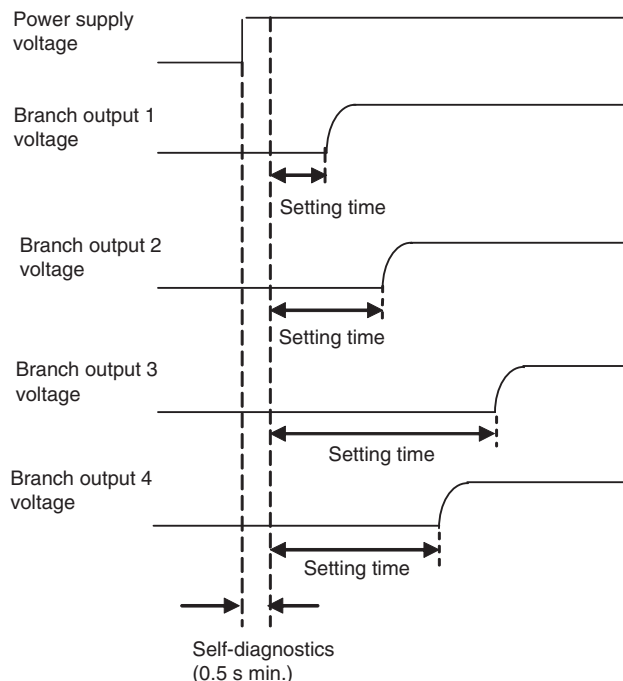 Power supply
voltage
Branch output 1
voltage
Setting time
Branch output 2
voltage
Setting time
Branch output 3
voltage
Setting time
Branch output 4
voltage
Setting time
Self-diagnostics
(0.5 s min.)